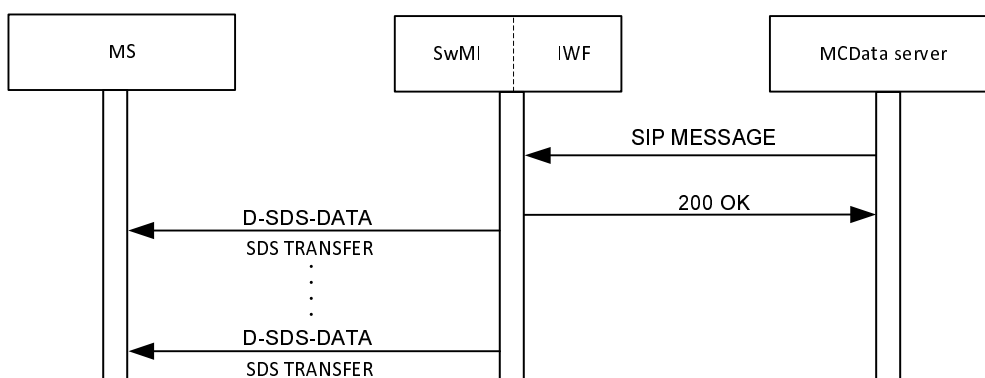 MS
SwMI
IWF
MCData server
SIP MESSAGE
200 OK
D-SDS-DATA
SDS TRANSFER
D-SDS-DATA
SDS TRANSFER